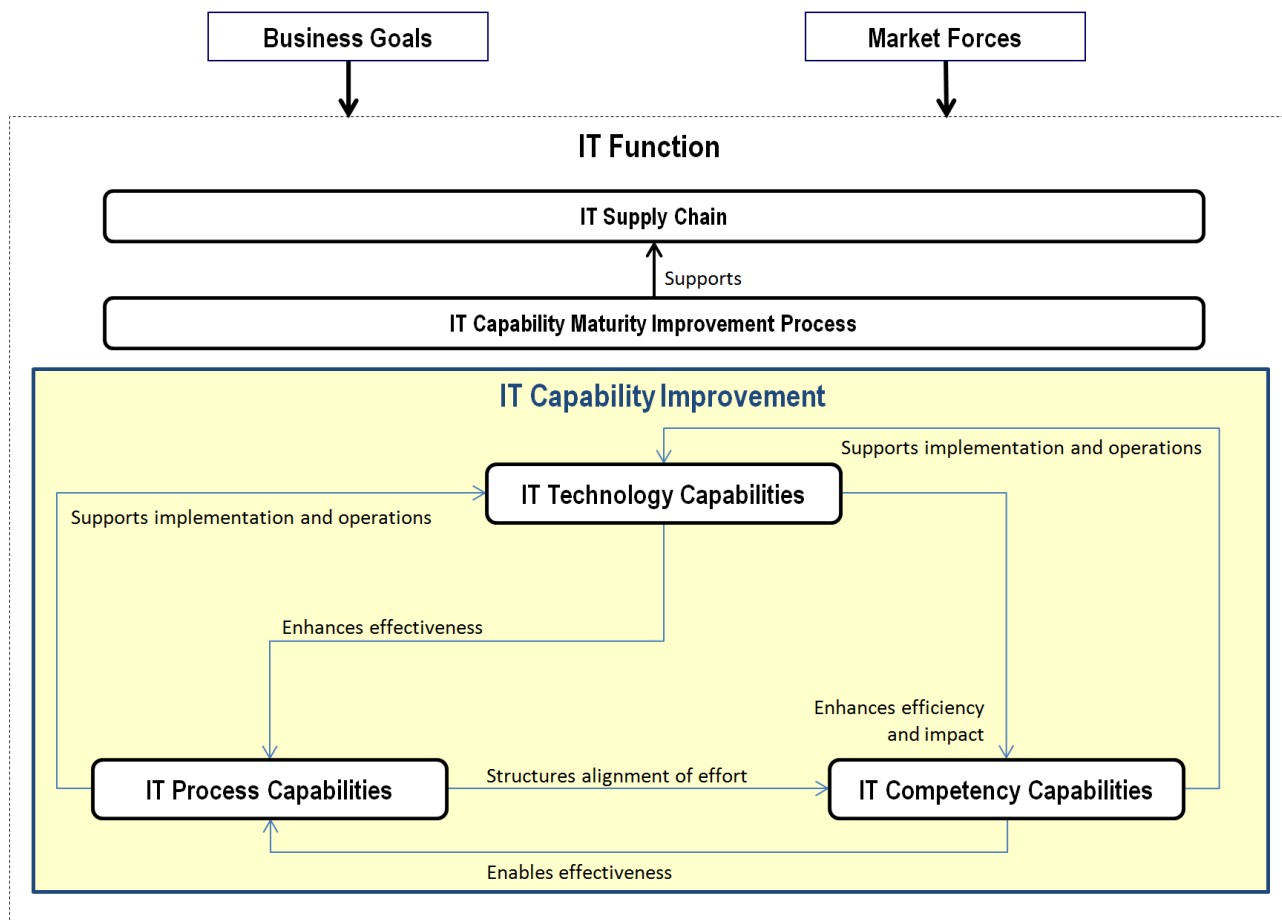 Business Goals
Market Forces
IT Function
IT Supply Chain
Supports
IT Capability Maturity Improvement Process
IT Capability Improvement
Supports implementation and operations
IT Technology Capabilities
Supports implementation and operations
Enhances effectiveness
Enhances efficiency
and impact
Structures alignment of effort
IT Process Capabilities
IT Competency Capabilities
Enables effectiveness